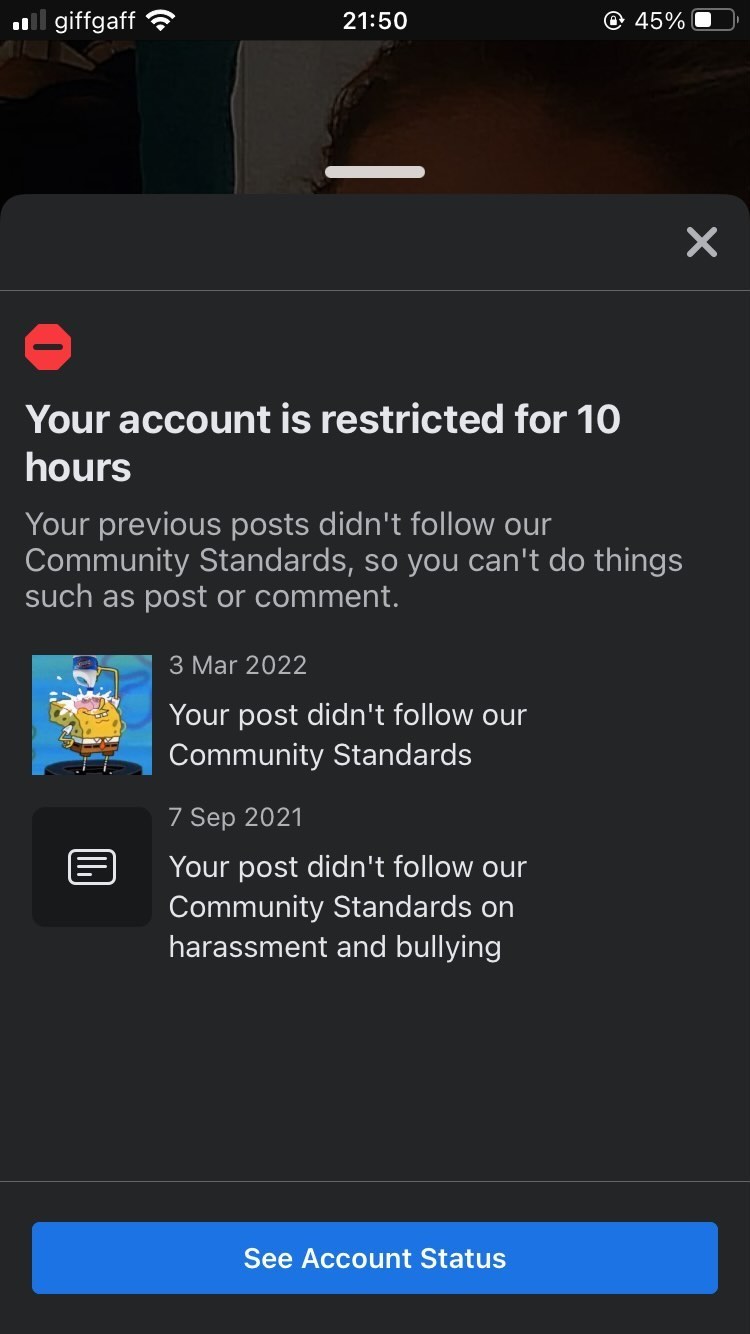 giffgaff 21:50 45%
Your account is restricted for 10
hours
Your previous posts didn't follow our
Community Standards, so you can't do things
such as post or comment.
3 Mar 2022
Your post didn't follow our
Community Standards
7 Sep 2021
Your post didn't follow our
Community Standards on
harassment and bullying
See Account Status